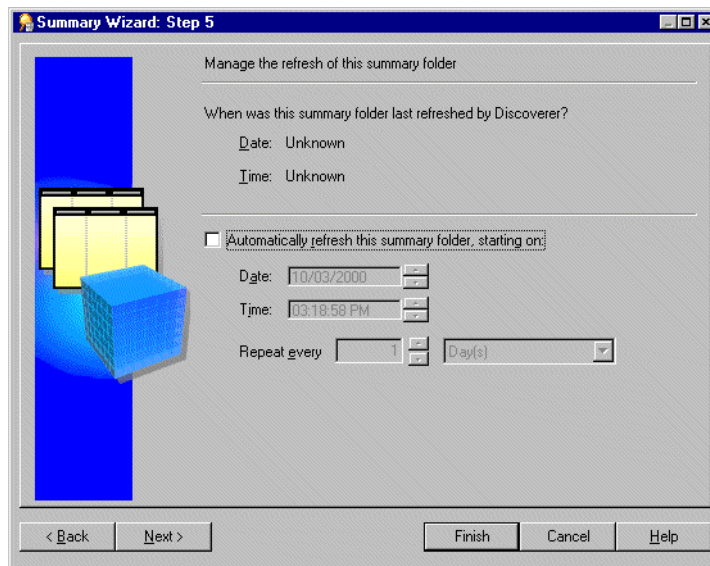 Summary Wizard: Step 5
Manage the refresh of this summary folder
When was this summary folder last refreshed by Discoverer?
Date: Unknown
Time: Unknown
Automatically refresh this summary folder, starting on:
Date: 10/03/2000
Time: 03:18:58 PM
Repeat every 1 Day(s)
< Back Next > Finish Cancel Help